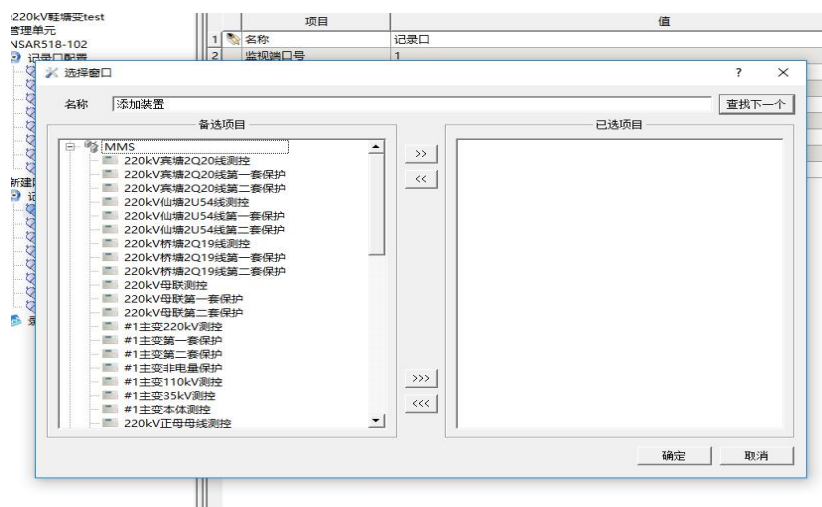 220kV鞋塘变test
项目
值
管理单元
NSAR518-102
1
名称
记录口
记录口配置
2
监视端口号
1
选择窗口
?
名称
添加装置
查找下一个
备选项目
已选项目
MMS
220kV宾塘2Q20线测控
220kV宾塘2Q20线第一套保护
220kV宾塘2Q20线第二套保护
220kV仙塘2U54线测控
220kV仙塘2U54线第一套保护
220kV仙塘2U54线第二套保护
220kV桥塘2Q19线测控
220kV桥塘2Q19线第一套保护
220kV桥塘2Q19线第二套保护
220kV母联测控
220kV母联第一套保护
220kV母联第二套保护
#1主变220kV测控
#1主变第一套保护
#1主变第二套保护
#1主变非电量保护
#1主变110kV测控
#1主变35kV测控
#1主变本体测控
220kV正母母线测控
>>
<<
>>>
<<<
新建
确定
取消